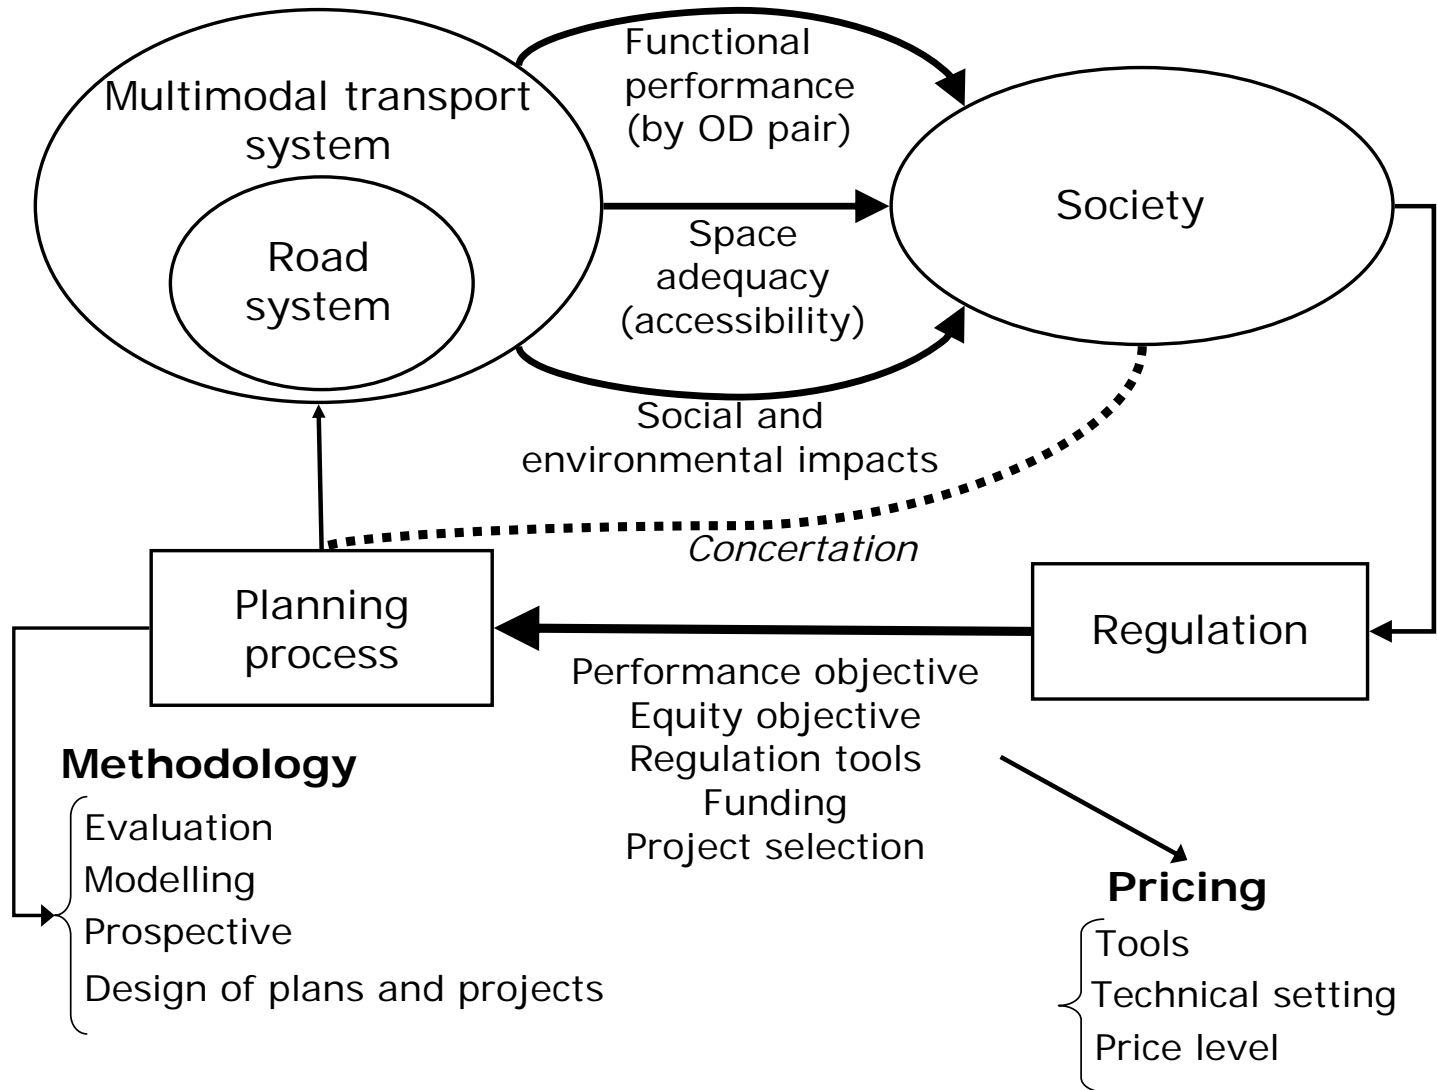 Multimodal transport
system
Road
system
Functional
performance
(by OD pair)
Space
adequacy
(accessibility)
Social and
environmental impacts
Society
Concertation
Planning
process
Regulation
Performance objective
Equity objective
Regulation tools
Funding
Project selection
Methodology
Evaluation
Modelling
Prospective
Design of plans and projects
Pricing
Tools
Technical setting
Price level